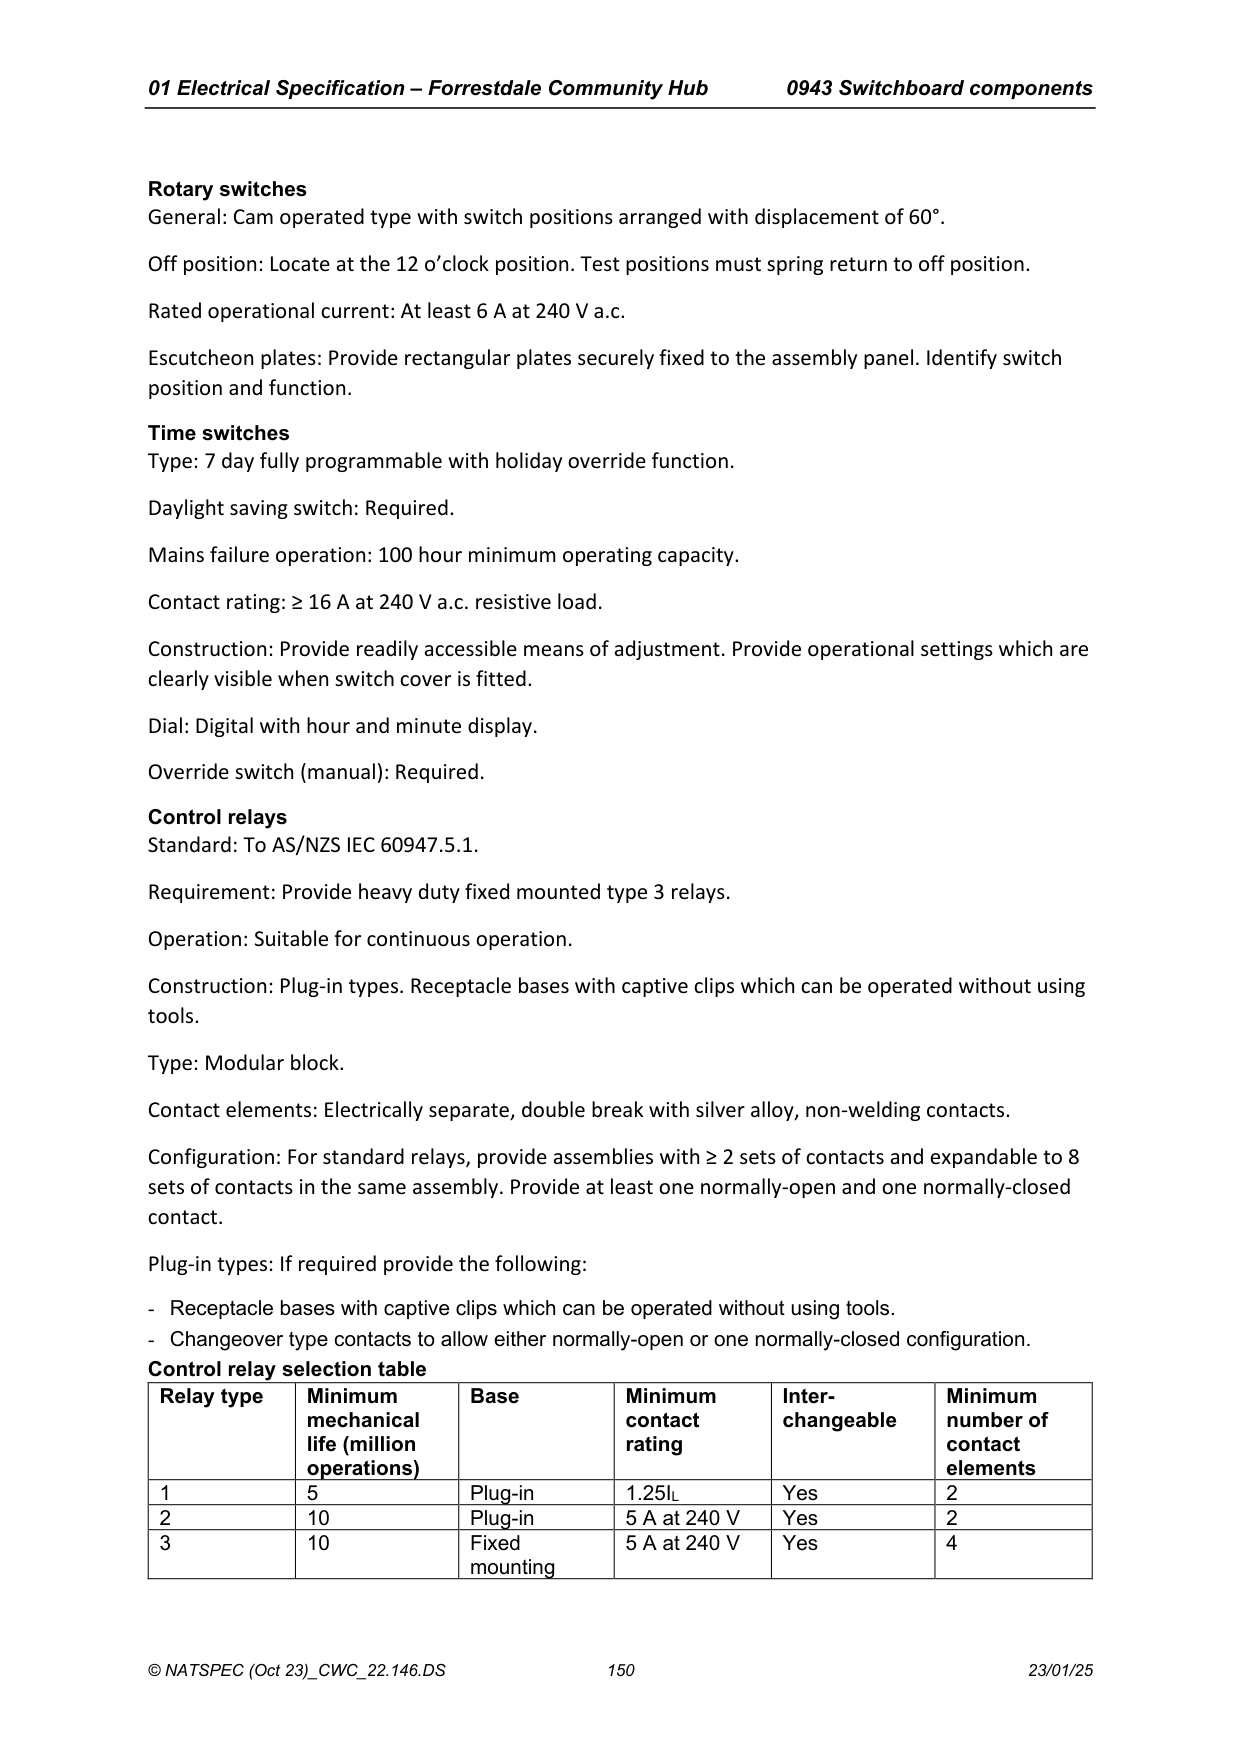 01 Electrical Specification – Forrestdale Community Hub 0943 Switchboard components
Rotary switches
General: Cam operated type with switch positions arranged with displacement of 60°.
Off position: Locate at the 12 o’clock position. Test positions must spring return to off position.
Rated operational current: At least 6 A at 240 V a.c.
Escutcheon plates: Provide rectangular plates securely fixed to the assembly panel. Identify switch
position and function.
Time switches
Type: 7 day fully programmable with holiday override function.
Daylight saving switch: Required.
Mains failure operation: 100 hour minimum operating capacity.
Contact rating: ≥ 16 A at 240 V a.c. resistive load.
Construction: Provide readily accessible means of adjustment. Provide operational settings which are
clearly visible when switch cover is fitted.
Dial: Digital with hour and minute display.
Override switch (manual): Required.
Control relays
Standard: To AS/NZS IEC 60947.5.1.
Requirement: Provide heavy duty fixed mounted type 3 relays.
Operation: Suitable for continuous operation.
Construction: Plug-in types. Receptacle bases with captive clips which can be operated without using
tools.
Type: Modular block.
Contact elements: Electrically separate, double break with silver alloy, non-welding contacts.
Configuration: For standard relays, provide assemblies with ≥ 2 sets of contacts and expandable to 8
sets of contacts in the same assembly. Provide at least one normally-open and one normally-closed
contact.
Plug-in types: If required provide the following:
- Receptacle bases with captive clips which can be operated without using tools.
- Changeover type contacts to allow either normally-open or one normally-closed configuration.
Control relay selection table
Relay type Minimum Base Minimum Inter- Minimum
mechanical contact changeable number of
life (million rating contact
operations) elements
1 5 Plug-in 1.25IL Yes 2
2 10 Plug-in 5 A at 240 V Yes 2
3 10 Fixed 5 A at 240 V Yes 4
mounting
© NATSPEC (Oct 23)_CWC_22.146.DS 150 23/01/25